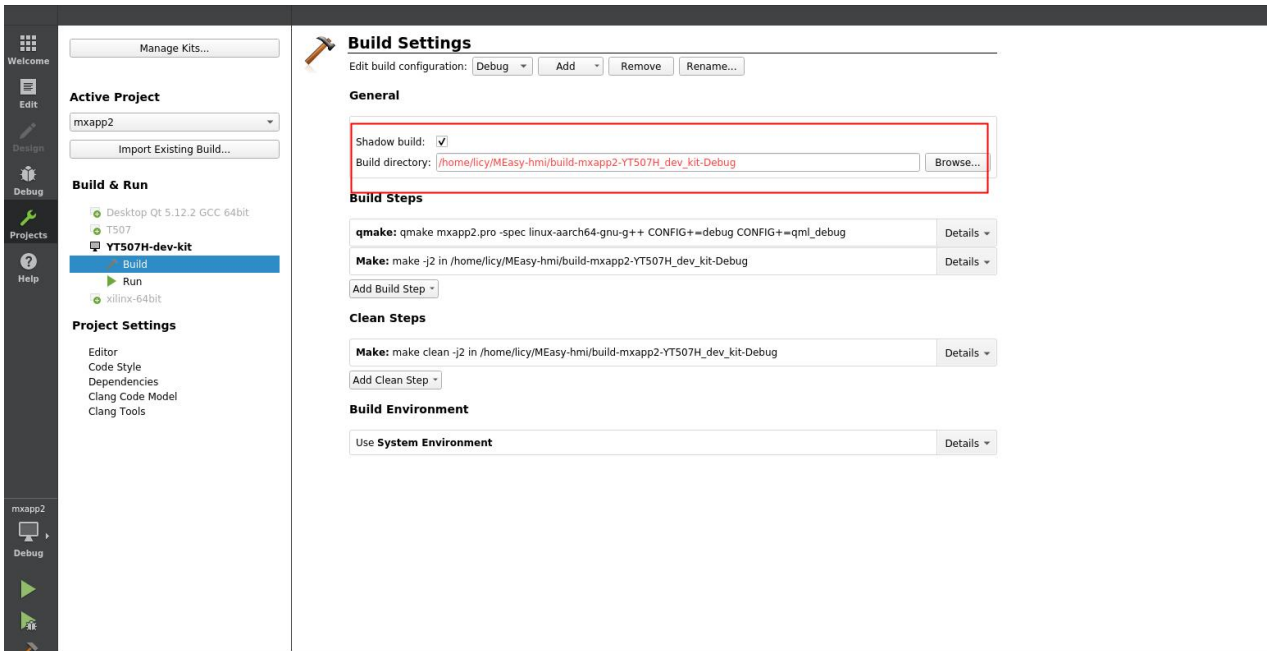 Welcome
Edit
Design
Debug
Projects
Help
mxapp2
Debug
Manage Kits...
Active Project
mxapp2
Import Existing Build...
Build & Run
Desktop Qt 5.12.2 GCC 64bit
T507
YT507H-dev-kit
Build
Run
xilinx-64bit
Project Settings
Editor
Code Style
Dependencies
Clang Code Model
Clang Tools
Build Settings
Edit build configuration: Debug Add Remove Rename...
General
Shadow build:
Build directory: /home/licy/MEasy-hmi/build-mxapp2-YT507H_dev_kit-Debug Browse...
Build Steps
qmake: qmake mxapp2.pro -spec linux-aarch64-gnu-g++ CONFIG+=debug CONFIG+=qml_debug Details
Make: make -j2 in /home/licy/MEasy-hmi/build-mxapp2-YT507H_dev_kit-Debug Details
Add Build Step
Clean Steps
Make: make clean -j2 in /home/licy/MEasy-hmi/build-mxapp2-YT507H_dev_kit-Debug Details
Add Clean Step
Build Environment
Use System Environment Details